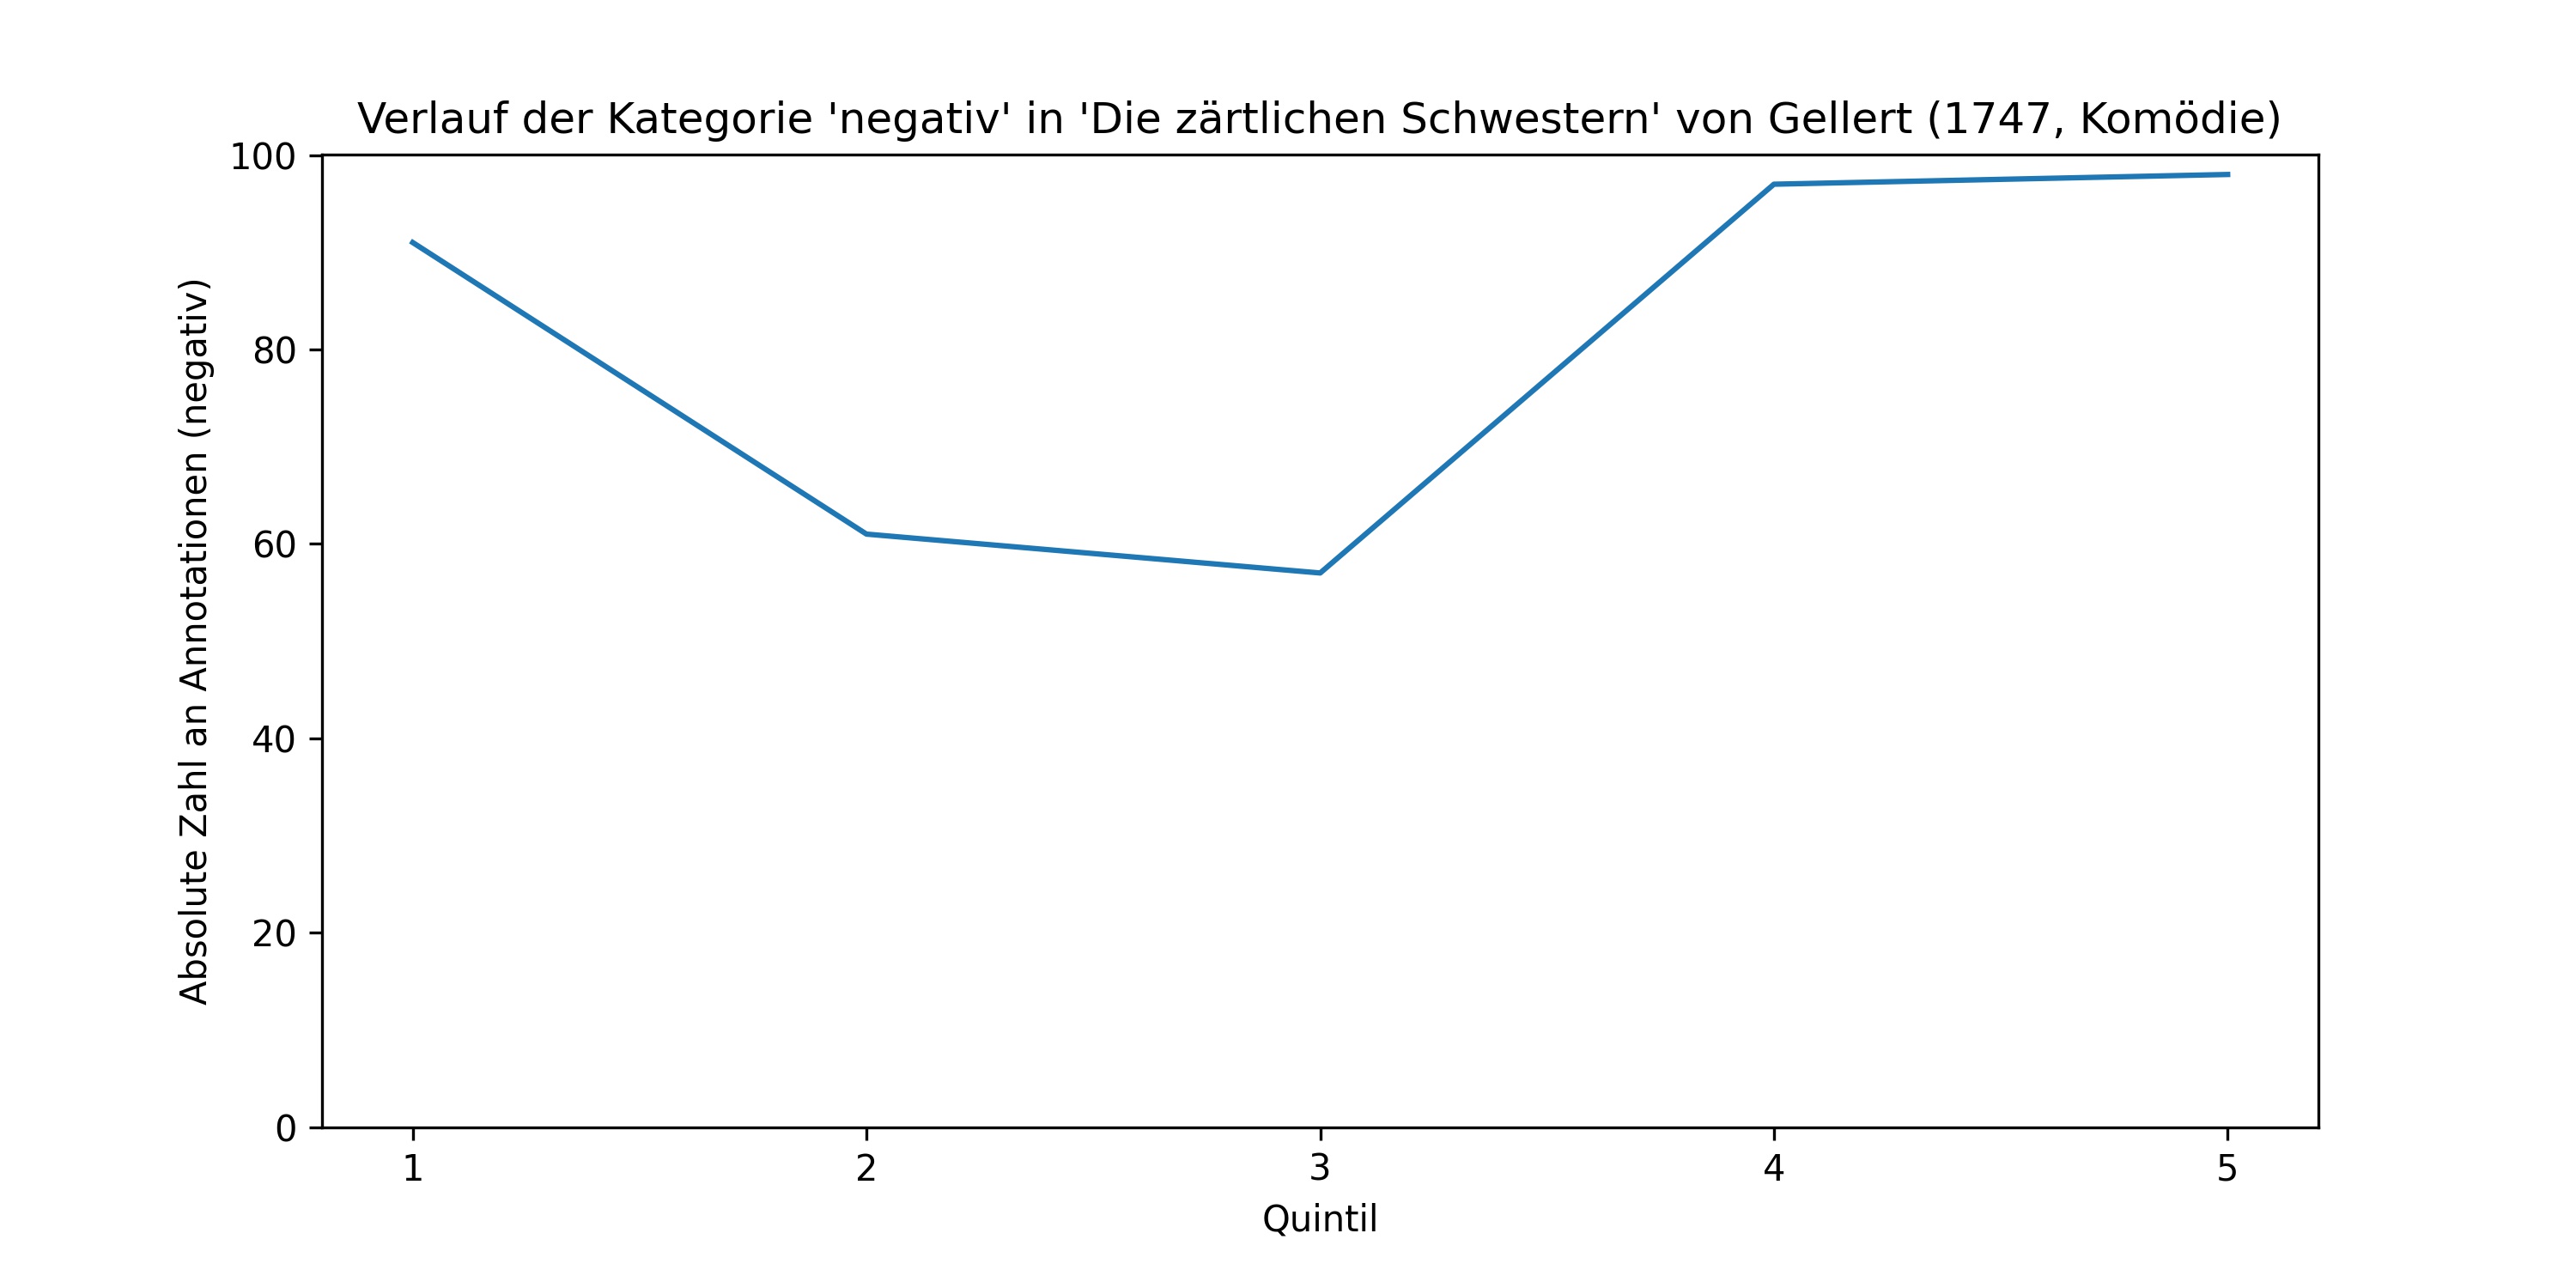 Verlauf der Kategorie 'negativ' in 'Die zärtlichen Schwestern' von Gellert (1747, Komödie)
Absolute Zahl an Annotationen (negativ)
100
80
60
40
20
0
1 2 3 4 5
Quintil